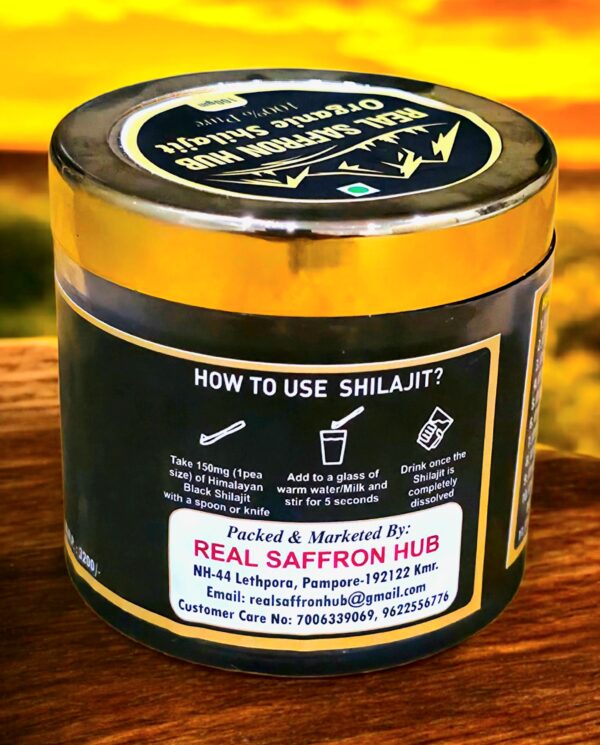 REAL SAFFRON HUB
Organic Shilajit
100% Pure
100gm
HOW TO USE SHILAJIT?
Take 150mg (1pea
size) of Himalayan
Black Shilajit
with a spoon or knife
Add to a glass of
warm water/Milk and
stir for 5 seconds
Drink once the
Shilajit is
completely
dissolved
Packed & Marketed By:
REAL SAFFRON HUB
NH-44 Lethpora, Pampore-192122 Kmr.
Email: realsaffronhub@gmail.com
Customer Care No: 7006339069, 9622556776